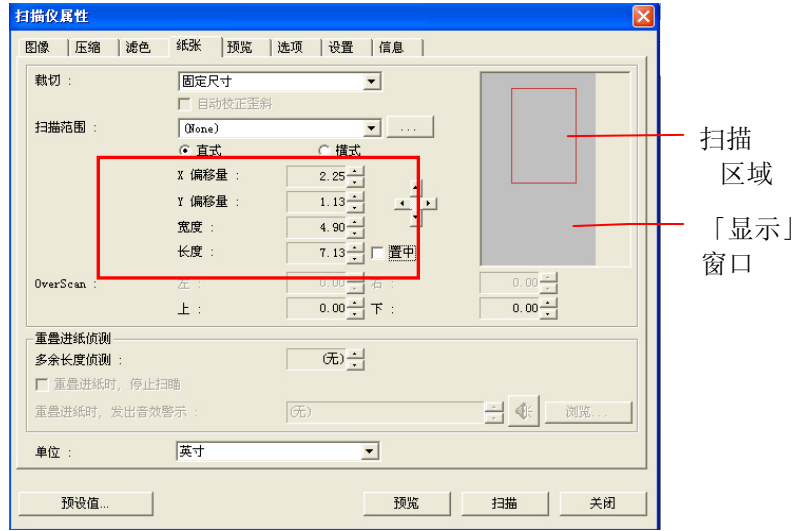 扫描仪属性
图像 压缩 滤色 纸张 预览 选项 设置 信息
裁切 : 固定尺寸
自动校正歪斜
扫描范围 : (None) ...
直式 横式
X 偏移量 : 2.25
Y 偏移量 : 1.13
宽度 : 4.90
长度 : 7.13 置中
OverScan : 左 : 0.00 右 : 0.00
上 : 0.00 下 : 0.00
扫描
区域
「显示」
窗口
重叠进纸侦测
多余长度侦测 : (无)
重叠进纸时, 停止扫瞄
重叠进纸时, 发出音效警示 : (无) 浏览...
单位 : 英寸
预设值... 预览 扫描 关闭